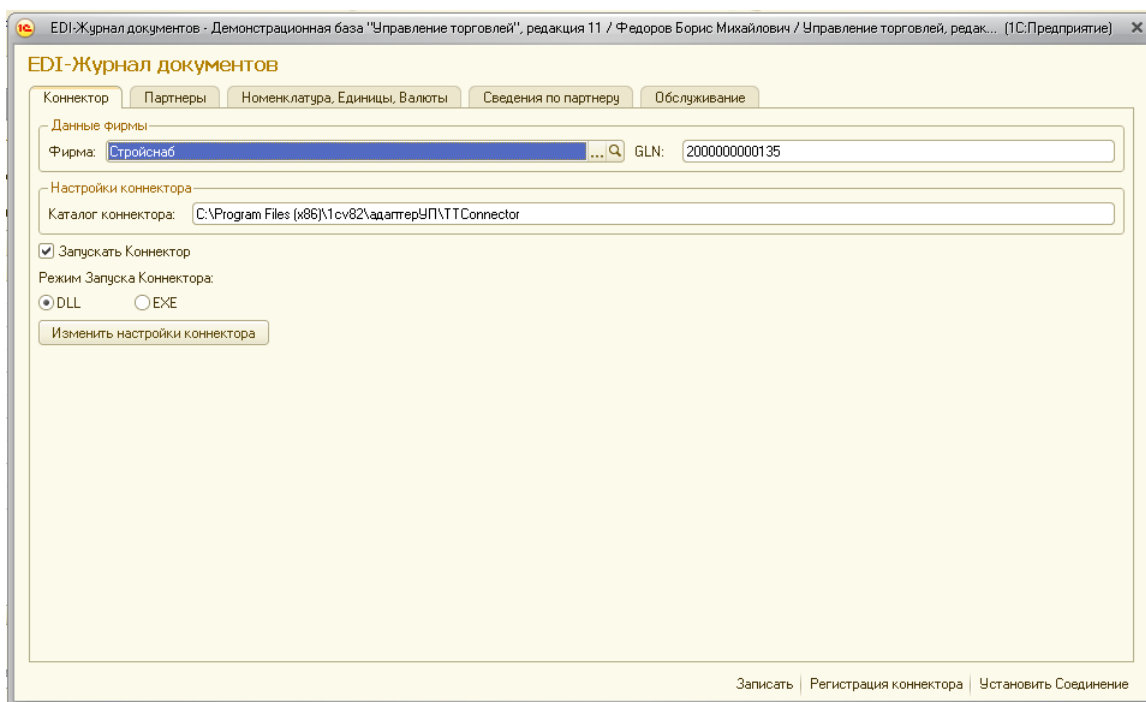 1С EDI-Журнал документов - Демонстрационная база "Управление торговлей", редакция 11 / Федоров Борис Михайлович / Управление торговлей, редак... (1С:Предприятие)
EDI-Журнал документов
Коннектор Партнеры Номенклатура, Единицы, Валюты Сведения по партнеру Обслуживание
Данные фирмы
Фирма: Стройснаб ... GLN: 2000000000135
Настройки коннектора
Каталог коннектора: C:\Program Files (x86)\1cv82\адаптерУП\TTConnector
Запускать Коннектор
Режим Запуска Коннектора:
DLL EXE
Изменить настройки коннектора
Записать Регистрация коннектора Установить Соединение